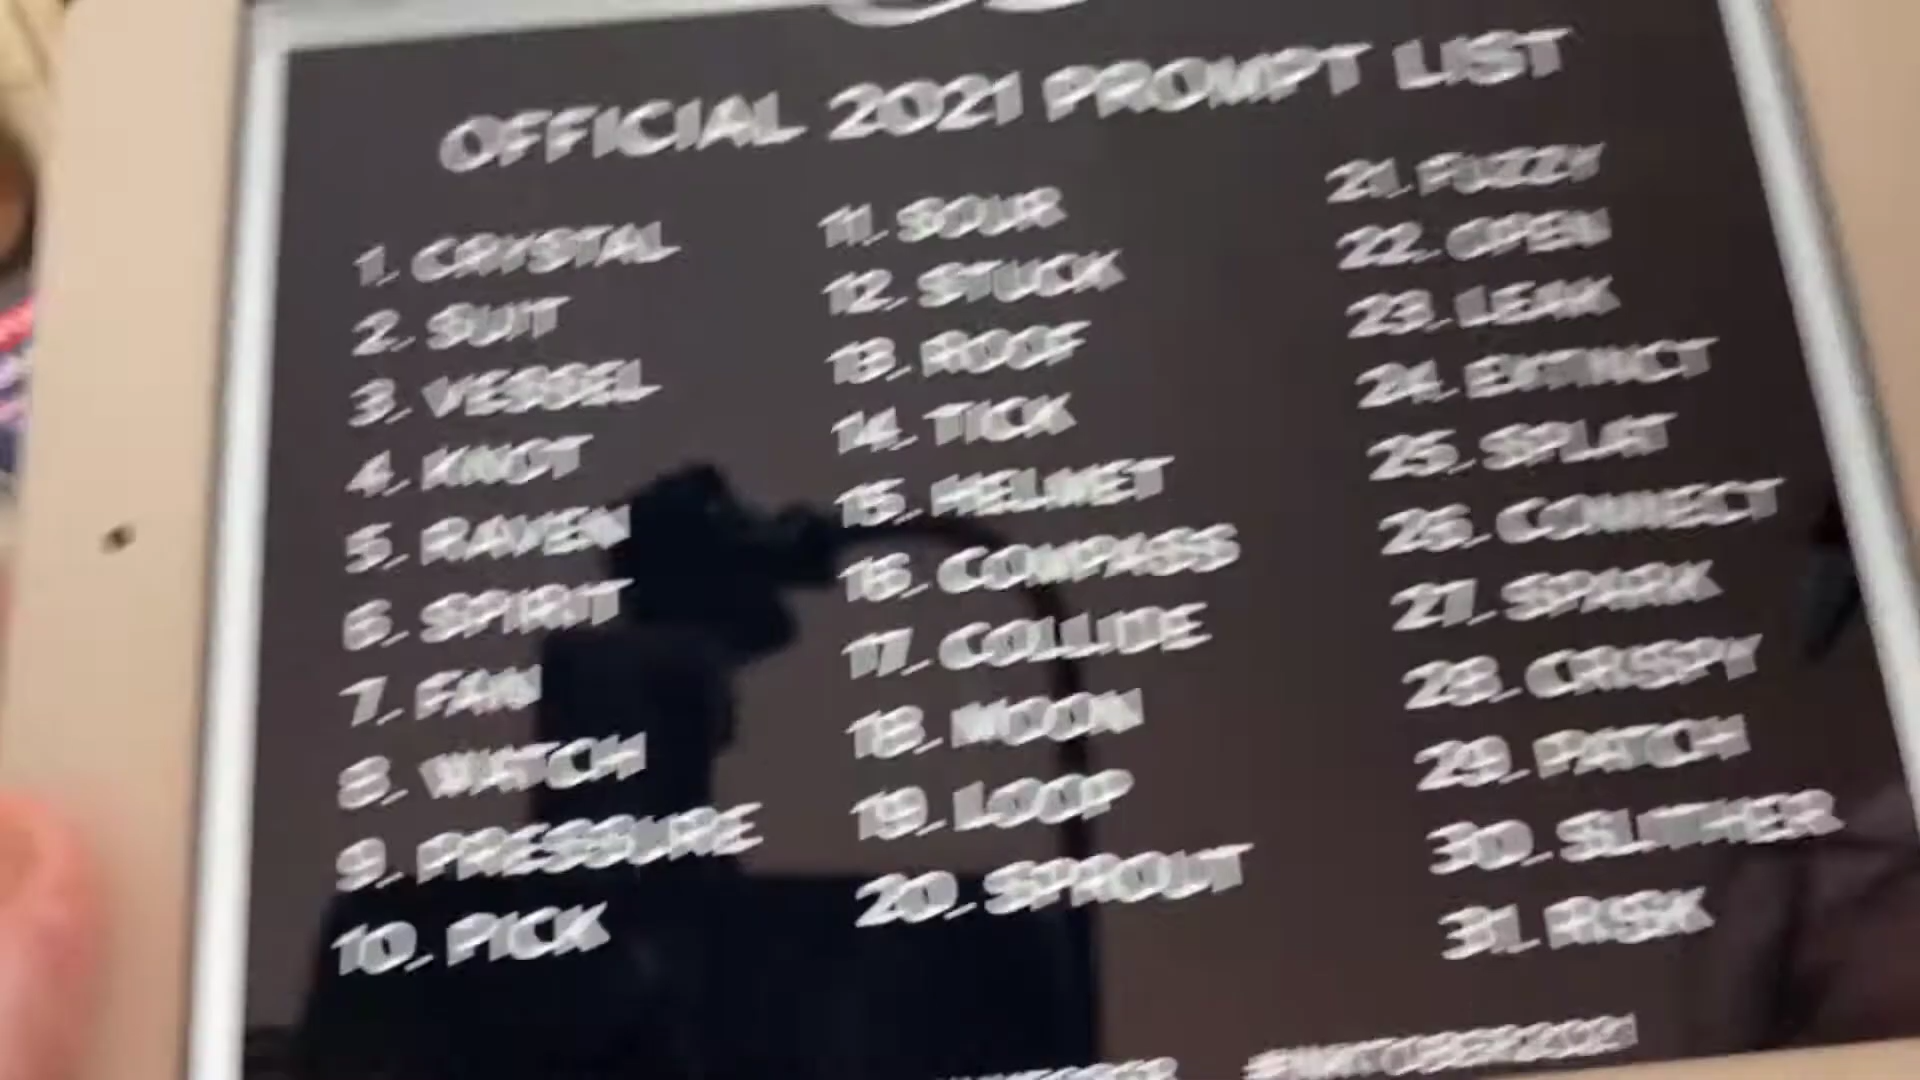 OFFICIAL 2021 PROMPT LIST
1. CRYSTAL
2. SUIT
3. VESSEL
4. KNOT
5. RAVEN
6. SPIRIT
7. FAN
8. WATCH
9. PRESSURE
10. PICK
11. SOUR
12. STUCK
13. ROOF
14. TICK
15. HELMET
16. COMPASS
17. COLLIDE
18. MOON
19. LOOP
20. SPROUT
21. FUZZY
22. OPEN
23. LEAK
24. EXTINCT
25. SPLAT
26. CONNECT
27. SPARK
28. CRISPY
29. PATCH
30. SLITHER
31. RISK
#INKTOBER2021